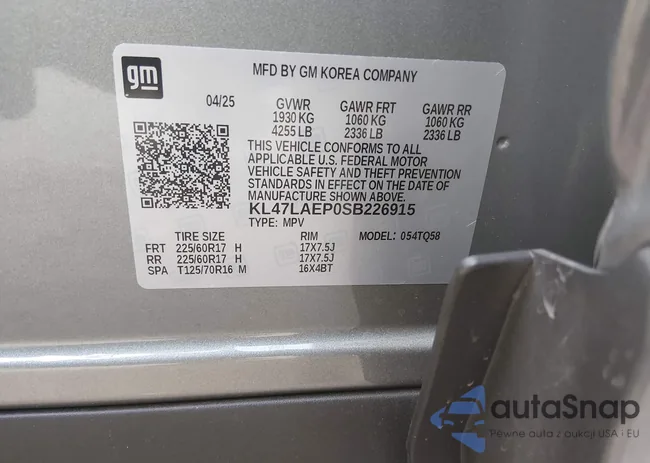 gm
MFD BY GM KOREA COMPANY
04/25 GVWR GAWR FRT GAWR RR
1930 KG 1060 KG 1060 KG
4255 LB 2336 LB 2336 LB
THIS VEHICLE CONFORMS TO ALL
APPLICABLE U.S. FEDERAL MOTOR
VEHICLE SAFETY AND THEFT PREVENTION
STANDARDS IN EFFECT ON THE DATE OF
MANUFACTURE SHOWN ABOVE.
KL47LAEP0SB226915
TYPE: MPV
TIRE SIZE RIM MODEL: 054TQ58
FRT 225/60R17 H 17X7.5J
RR 225/60R17 H 17X7.5J
SPA T125/70R16 M 16X4BT
autoSnap
Pewne auta z aukcji USA i EU